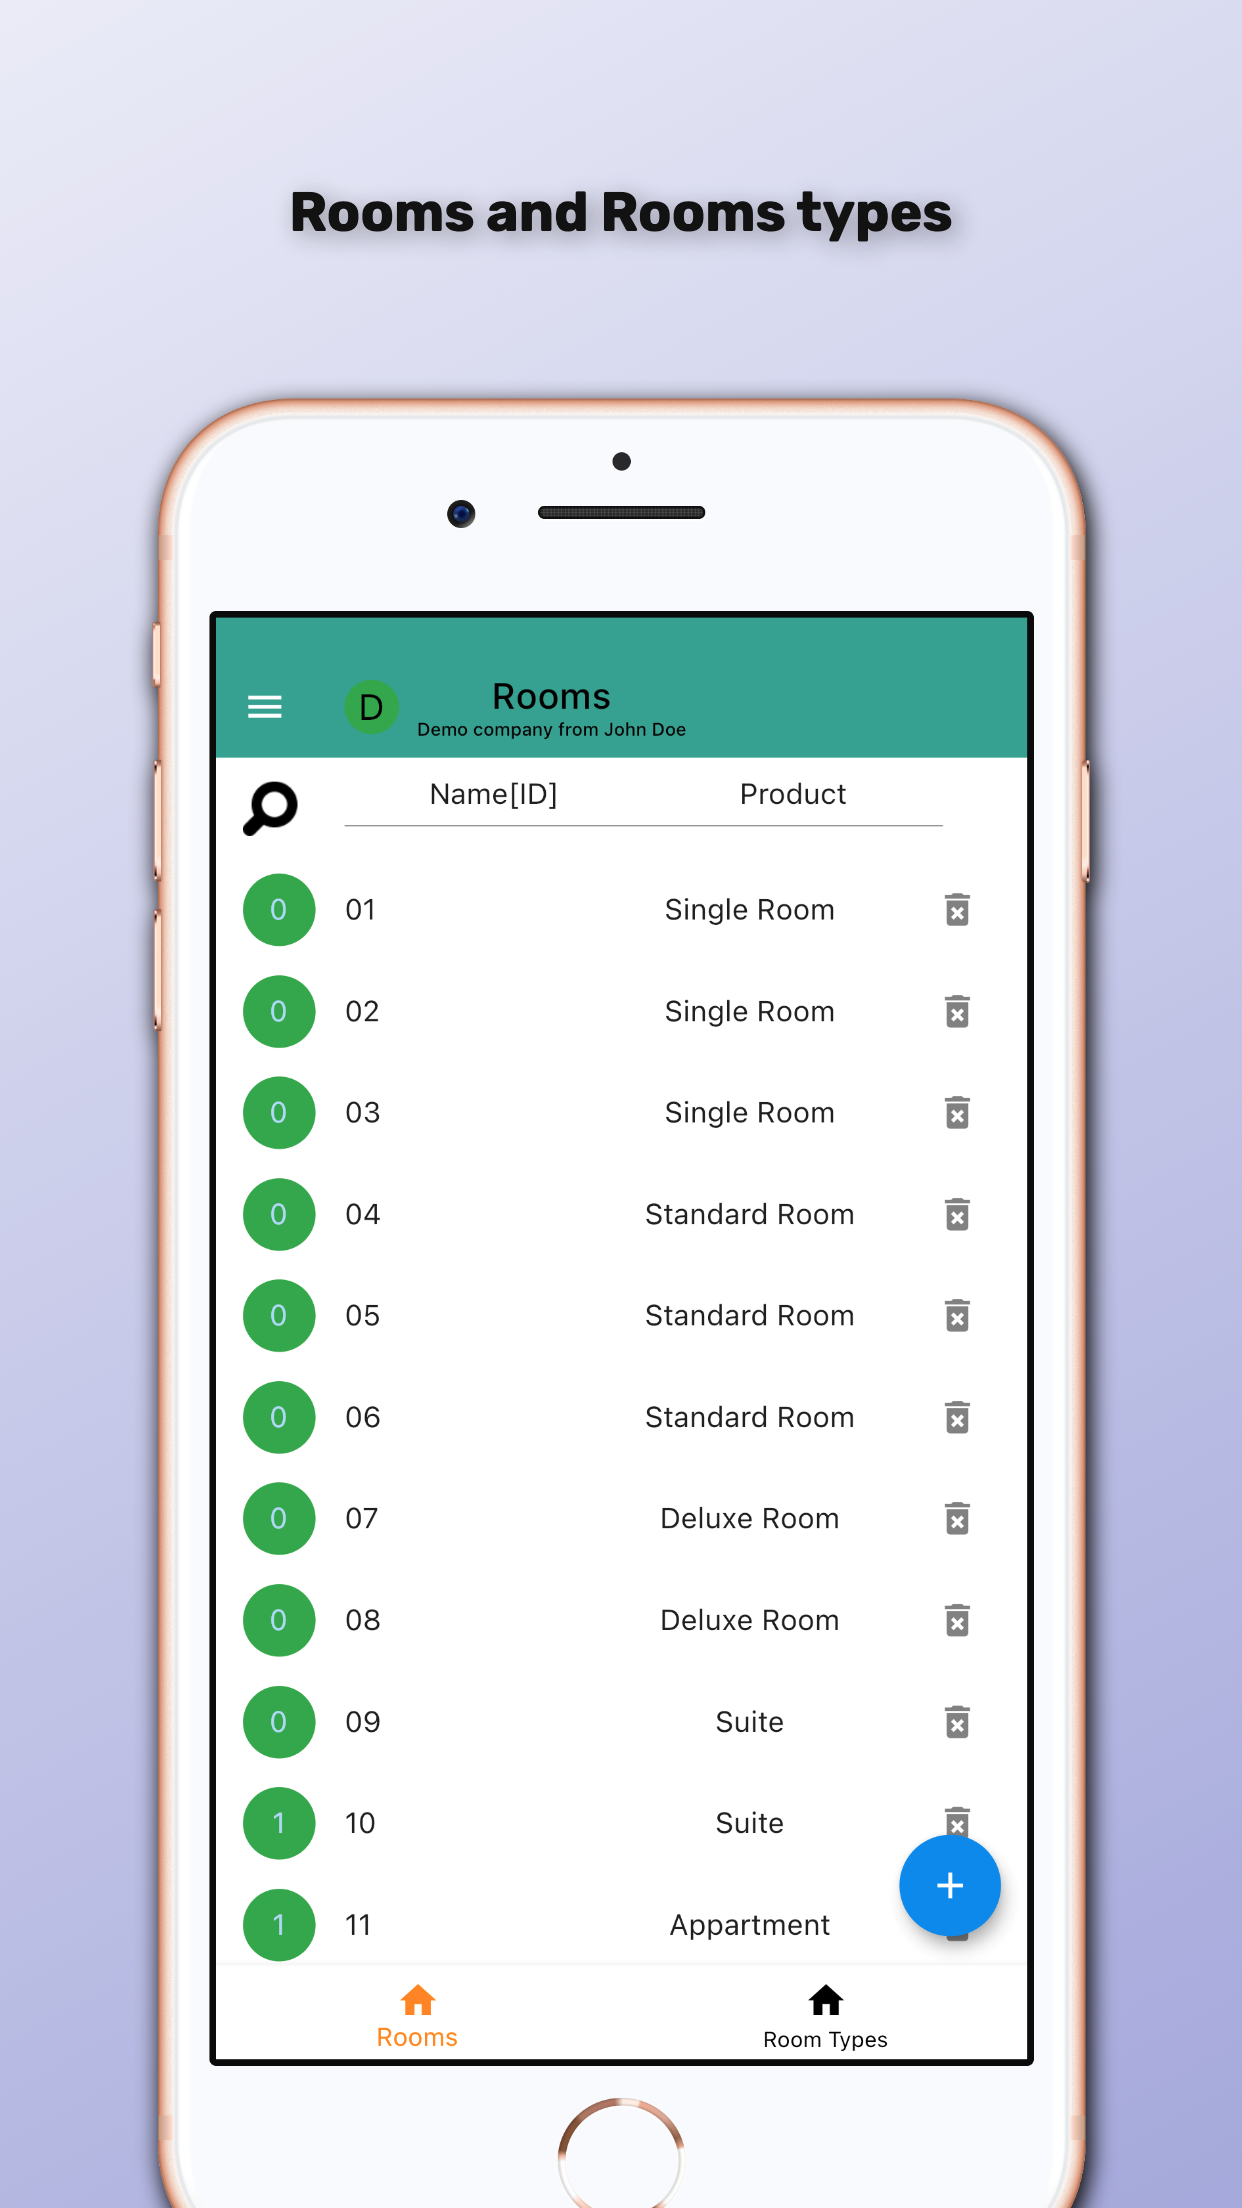 Rooms and Rooms types
D
Rooms
Demo company from John Doe
Name[ID] Product
0 01 Single Room
0 02 Single Room
0 03 Single Room
0 04 Standard Room
0 05 Standard Room
0 06 Standard Room
0 07 Deluxe Room
0 08 Deluxe Room
0 09 Suite
1 10 Suite
1 11 Appartment
+
Rooms Room Types